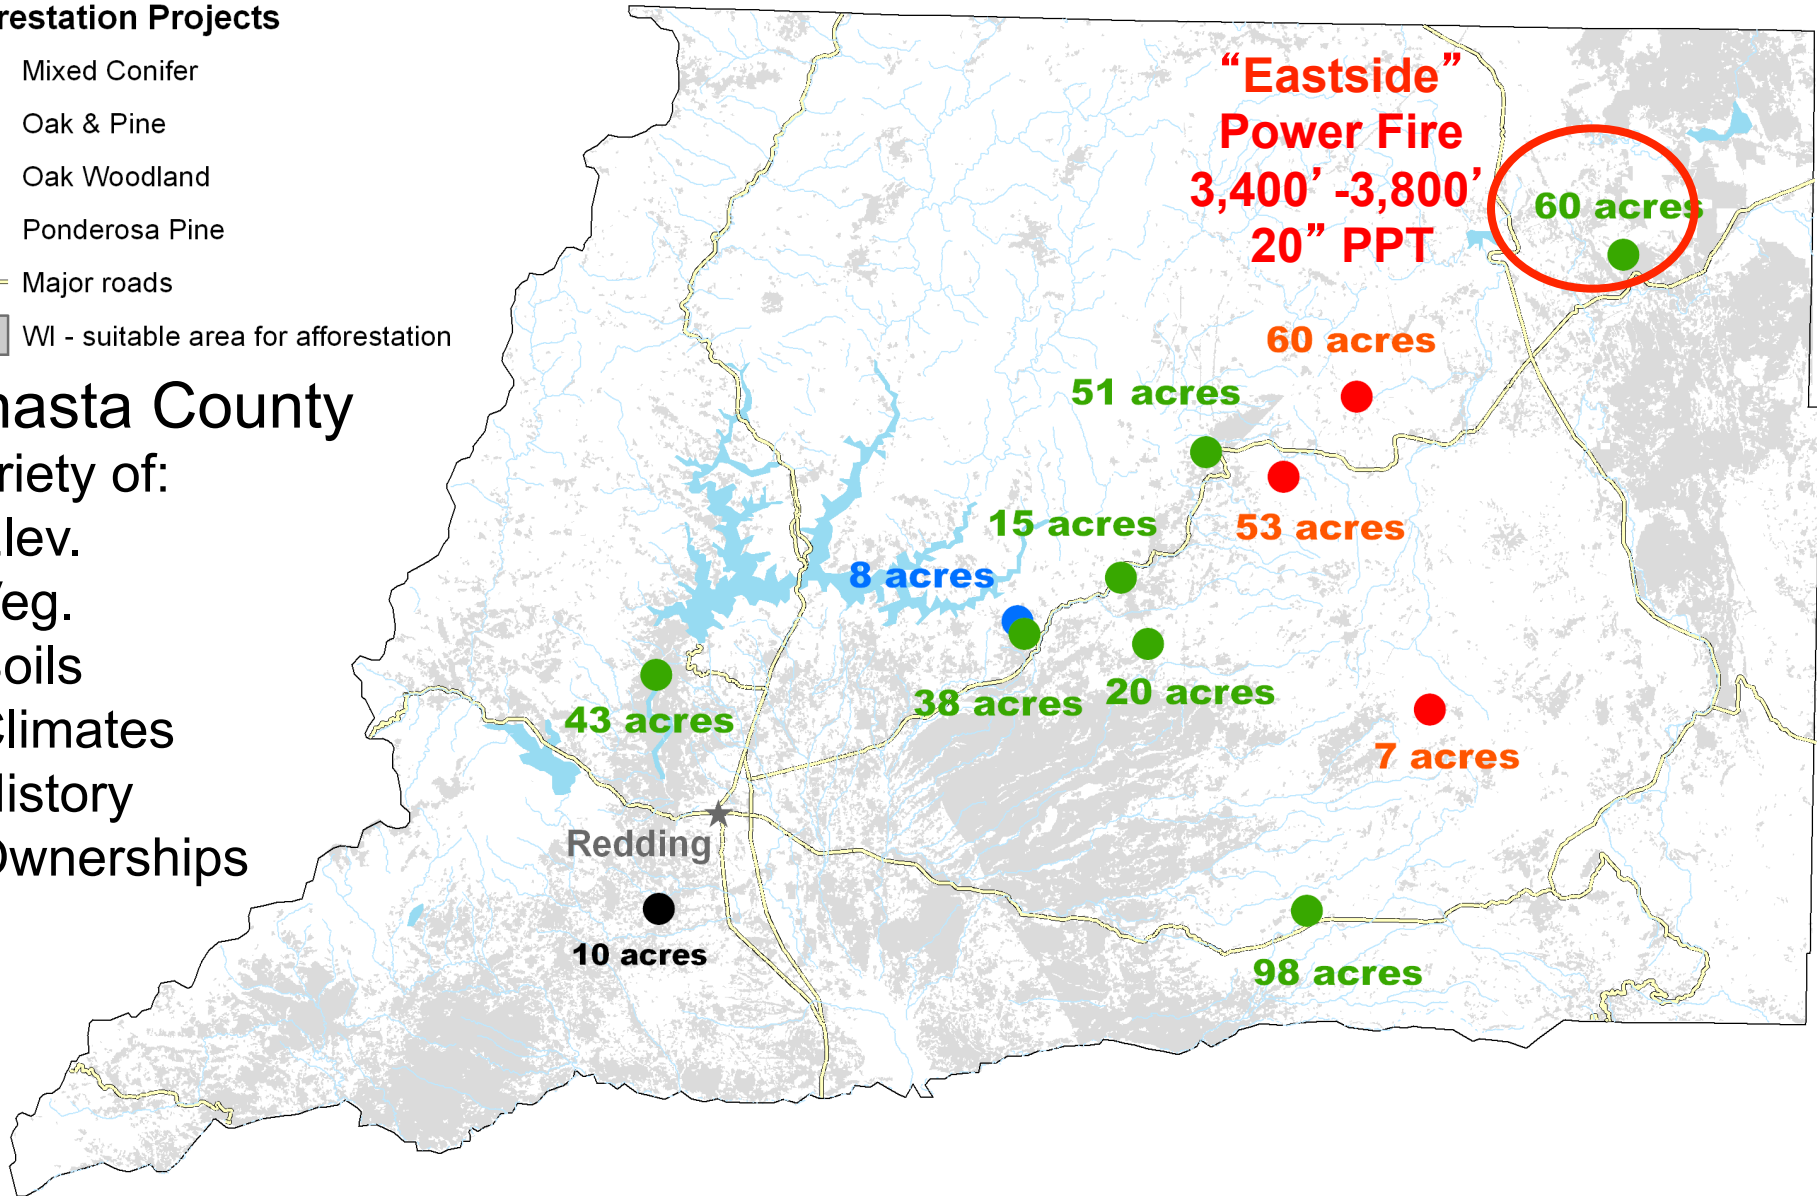 restation Projects
Mixed Conifer
Oak & Pine
Oak Woodland
Ponderosa Pine
Major roads
WI - suitable area for afforestation
hasta County
riety of:
lev.
eg.
oils
Climates
History
Ownerships
“Eastside”
Power Fire
3,400’ -3,800’
20” PPT
60 acres
60 acres
51 acres
53 acres
15 acres
8 acres
38 acres
20 acres
43 acres
7 acres
Redding
10 acres
98 acres